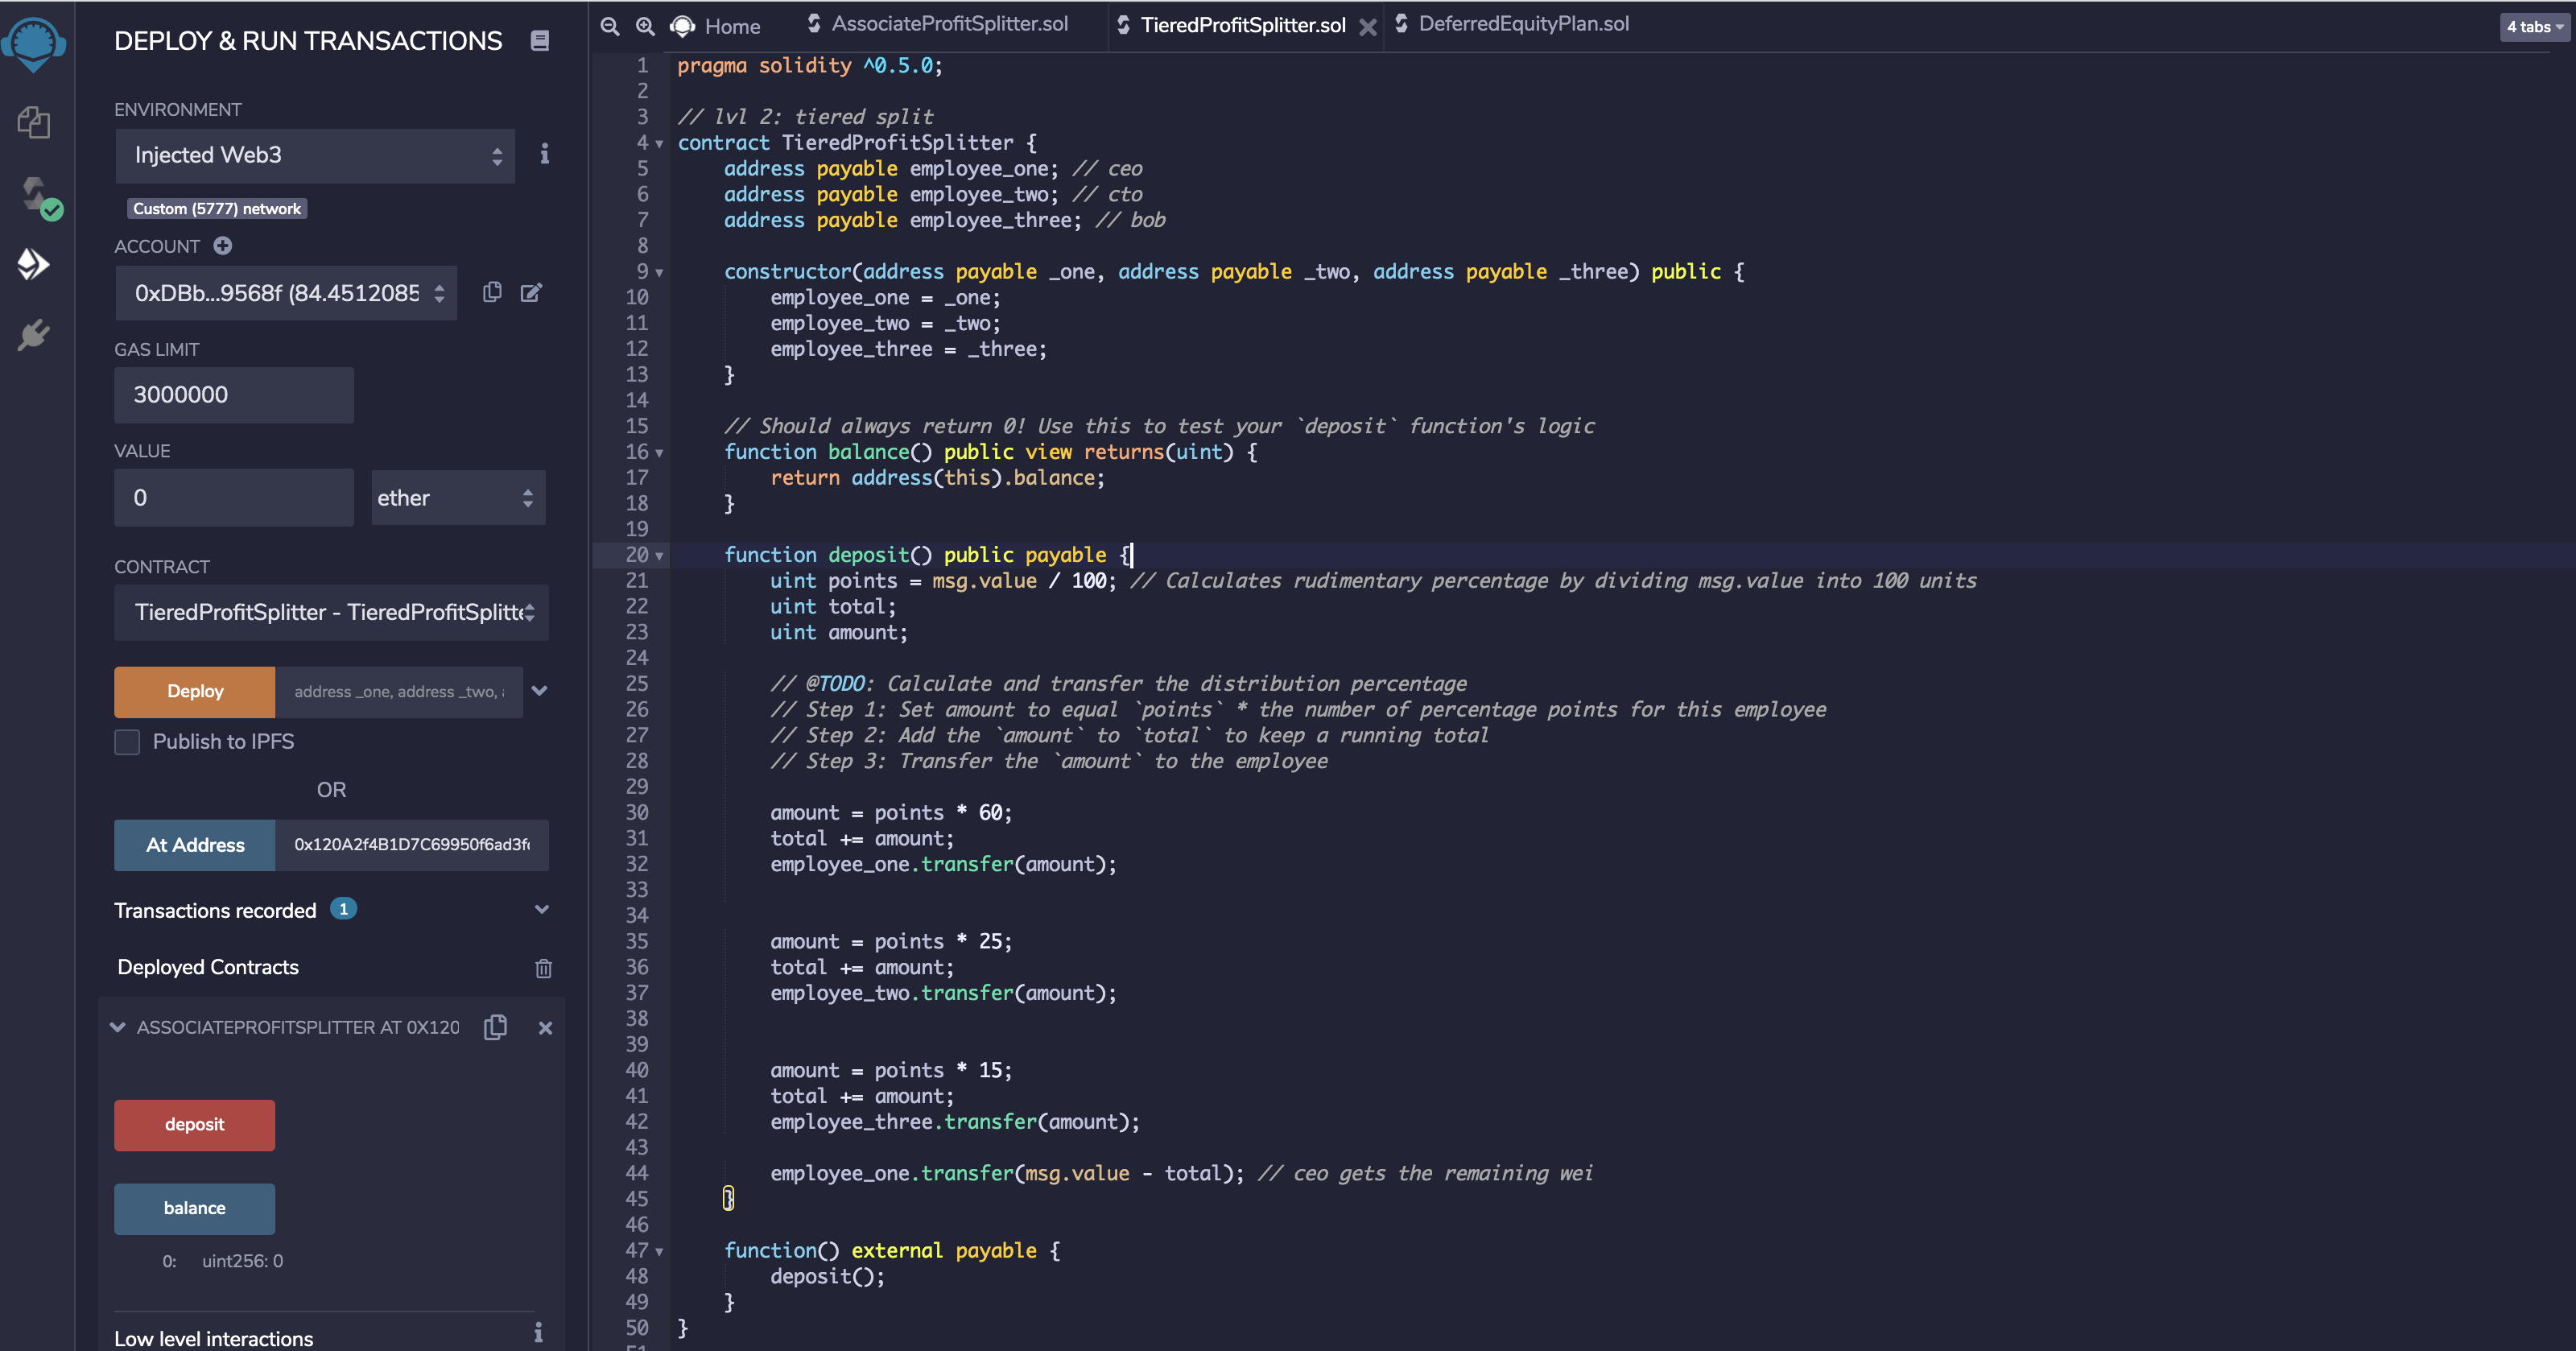 DEPLOY & RUN TRANSACTIONS
ENVIRONMENT
Injected Web3
Custom (5777) network
ACCOUNT
0xDBb...9568f (84.4512085
GAS LIMIT
3000000
VALUE
0
ether
CONTRACT
TieredProfitSplitter - TieredProfitSplitte
Deploy
address _one, address _two, a
Publish to IPFS
OR
At Address
0x120A2f4B1D7C69950f6ad3f
Transactions recorded 1
Deployed Contracts
ASSOCIATEPROFITSPLITTER AT 0X120
deposit
balance
0: uint256: 0
Low level interactions
Home
AssociateProfitSplitter.sol
TieredProfitSplitter.sol
DeferredEquityPlan.sol
4 tabs
1 pragma solidity ^0.5.0;
2
3 // lvl 2: tiered split
4 contract TieredProfitSplitter {
5 address payable employee_one; // ceo
6 address payable employee_two; // cto
7 address payable employee_three; // bob
8
9 constructor(address payable _one, address payable _two, address payable _three) public {
10 employee_one = _one;
11 employee_two = _two;
12 employee_three = _three;
13 }
14
15 // Should always return 0! Use this to test your `deposit` function's logic
16 function balance() public view returns(uint) {
17 return address(this).balance;
18 }
19
20 function deposit() public payable {
21 uint points = msg.value / 100; // Calculates rudimentary percentage by dividing msg.value into 100 units
22 uint total;
23 uint amount;
24
25 // @TODO: Calculate and transfer the distribution percentage
26 // Step 1: Set amount to equal `points` * the number of percentage points for this employee
27 // Step 2: Add the `amount` to `total` to keep a running total
28 // Step 3: Transfer the `amount` to the employee
29
30 amount = points * 60;
31 total += amount;
32 employee_one.transfer(amount);
33
34
35 amount = points * 25;
36 total += amount;
37 employee_two.transfer(amount);
38
39
40 amount = points * 15;
41 total += amount;
42 employee_three.transfer(amount);
43
44 employee_one.transfer(msg.value - total); // ceo gets the remaining wei
45 }
46
47 function() external payable {
48 deposit();
49 }
50 }